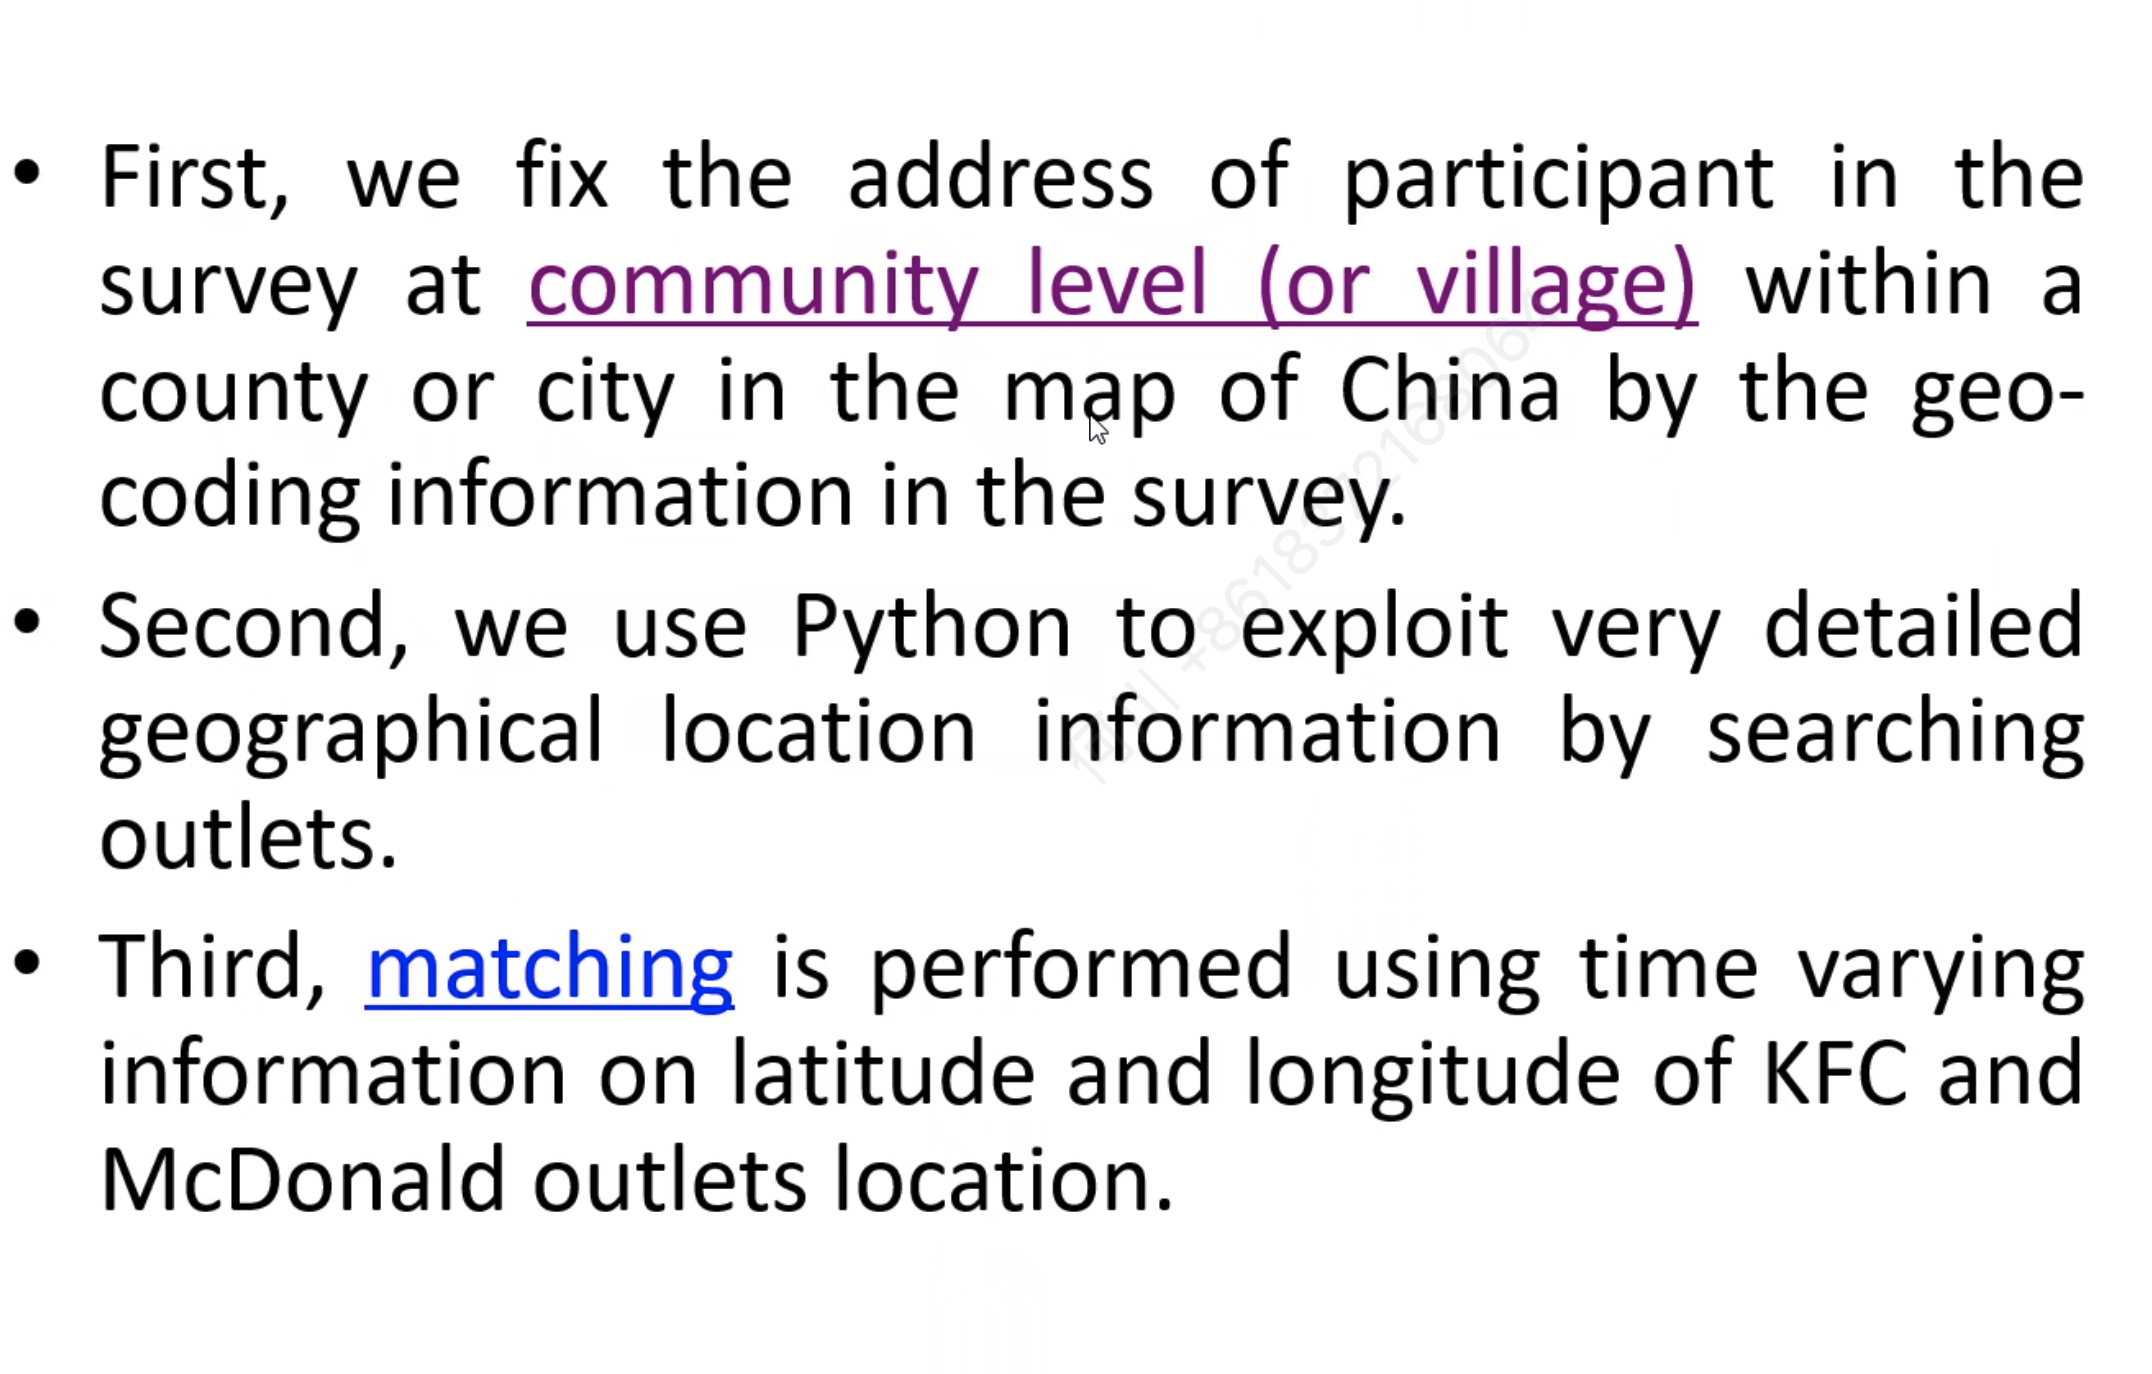 • First, we fix the address of participant in the
survey at community level (or village) within a
county or city in the map of China by the geo-
coding information in the survey.
• Second, we use Python to exploit very detailed
geographical location information by searching
outlets.
• Third, matching is performed using time varying
information on latitude and longitude of KFC and
McDonald outlets location.